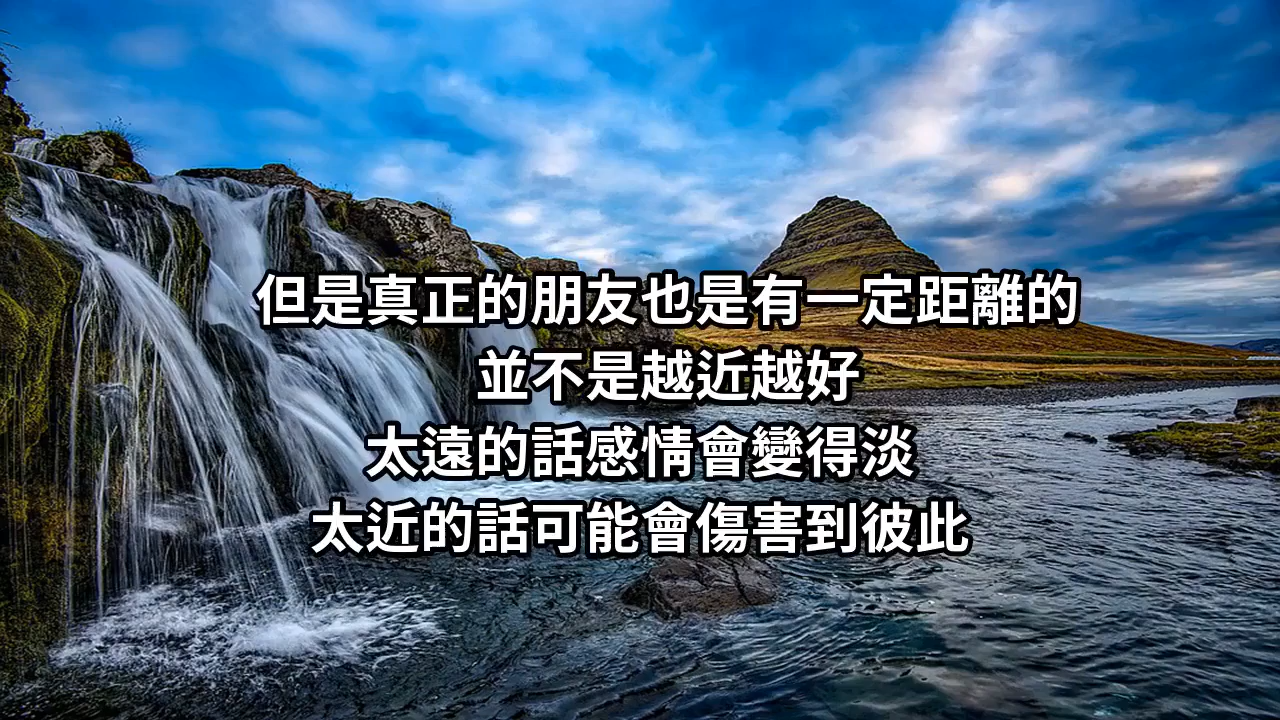 但是真正的朋友也是有一定距離的
並不是越近越好
太遠的話感情會變得淡
太近的話可能會傷害到彼此